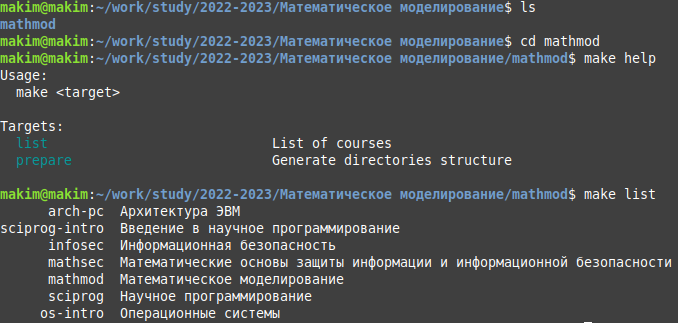 makim@makim:~/work/study/2022-2023/Математическое моделирование$ ls
mathmod
makim@makim:~/work/study/2022-2023/Математическое моделирование$ cd mathmod
makim@makim:~/work/study/2022-2023/Математическое моделирование/mathmod$ make help
Usage:
make <target>
Targets:
list List of courses
prepare Generate directories structure
makim@makim:~/work/study/2022-2023/Математическое моделирование/mathmod$ make list
arch-pc Архитектура ЭВМ
sciprog-intro Введение в научное программирование
infosec Информационная безопасность
mathsec Математические основы защиты информации и информационной безопасности
mathmod Математическое моделирование
sciprog Научное программирование
os-intro Операционные системы